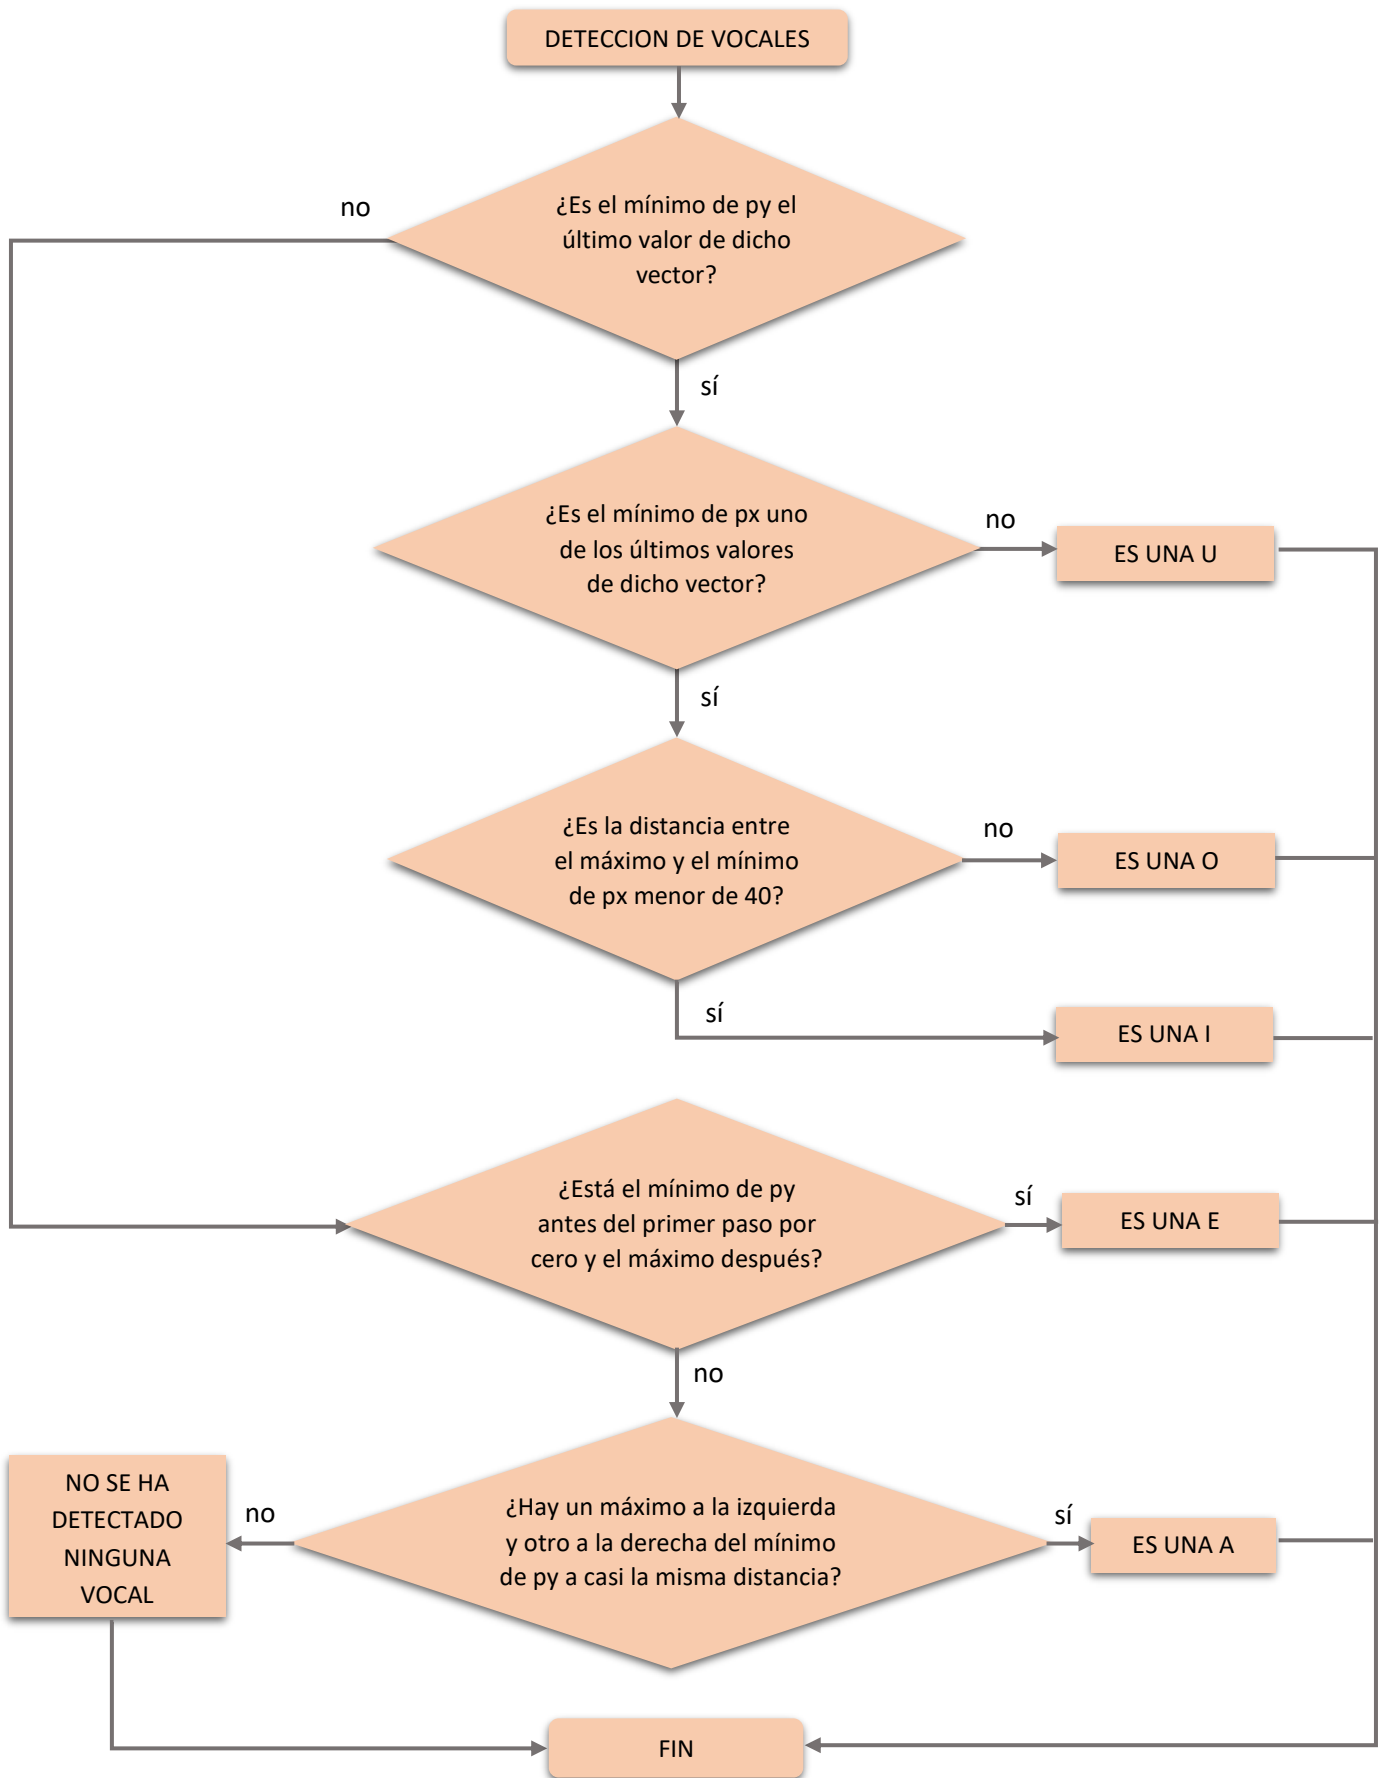 DETECCION DE VOCALES
no
¿Es el mínimo de py el
último valor de dicho
vector?
sí
¿Es el mínimo de px uno
de los últimos valores
de dicho vector?
no
ES UNA U
sí
¿Es la distancia entre
el máximo y el mínimo
de px menor de 40?
no
ES UNA O
sí
ES UNA I
¿Está el mínimo de py
antes del primer paso por
cero y el máximo después?
sí
ES UNA E
no
¿Hay un máximo a la izquierda
y otro a la derecha del mínimo
de py a casi la misma distancia?
sí
ES UNA A
no
NO SE HA
DETECTADO
NINGUNA
VOCAL
FIN